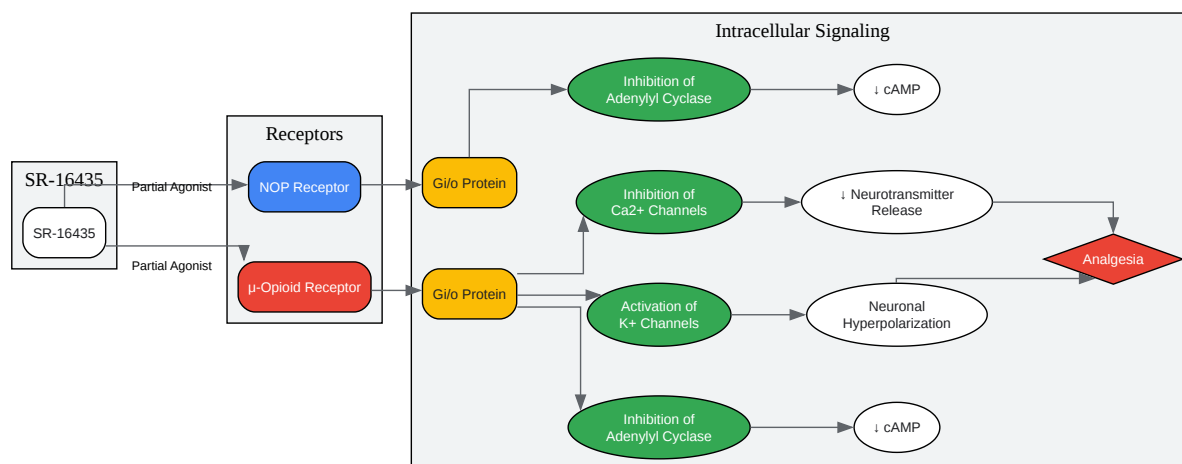 Intracellular Signaling
Inhibition of
Adenylyl Cyclase
↓ cAMP
Receptors
SR-16435
Partial Agonist
NOP Receptor
Gi/o Protein
Inhibition of
Ca2+ Channels
↓ Neurotransmitter
Release
SR-16435
Partial Agonist
μ-Opioid Receptor
Gi/o Protein
Activation of
K+ Channels
Neuronal
Hyperpolarization
Analgesia
Inhibition of
Adenylyl Cyclase
↓ cAMP